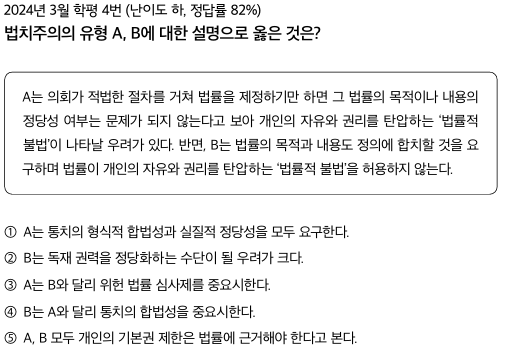 2024년 3월 학평 4번 (난이도 하, 정답률 82%)
법치주의의 유형 A, B에 대한 설명으로 옳은 것은?
A는 의회가 적법한 절차를 거쳐 법률을 제정하기만 하면 그 법률의 목적이나 내용의
정당성 여부는 문제가 되지 않는다고 보아 개인의 자유와 권리를 탄압하는 ‘법률적
불법’이 나타날 우려가 있다. 반면, B는 법률의 목적과 내용도 정의에 합치할 것을 요
구하며 법률이 개인의 자유와 권리를 탄압하는 ‘법률적 불법’을 허용하지 않는다.
① A는 통치의 형식적 합법성과 실질적 정당성을 모두 요구한다.
② B는 독재 권력을 정당화하는 수단이 될 우려가 크다.
③ A는 B와 달리 위헌 법률 심사제를 중요시한다.
④ B는 A와 달리 통치의 합법성을 중요시한다.
⑤ A, B 모두 개인의 기본권 제한은 법률에 근거해야 한다고 본다.